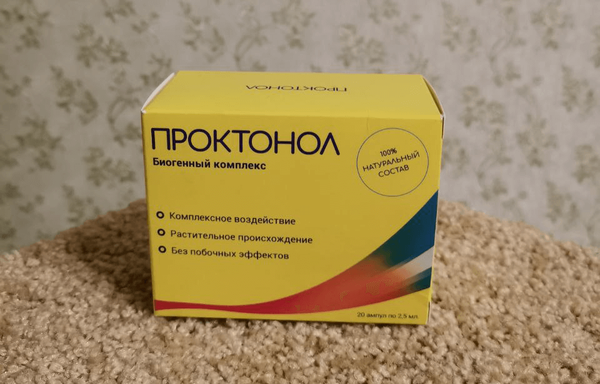 ПРОКТОНОЛ
ПРОКТОНОЛ
Биогенный комплекс
100%
НАТУРАЛЬНЫЙ
СОСТАВ
Комплексное воздействие
Растительное происхождение
Без побочных эффектов
20 ампул по 2,5 мл.